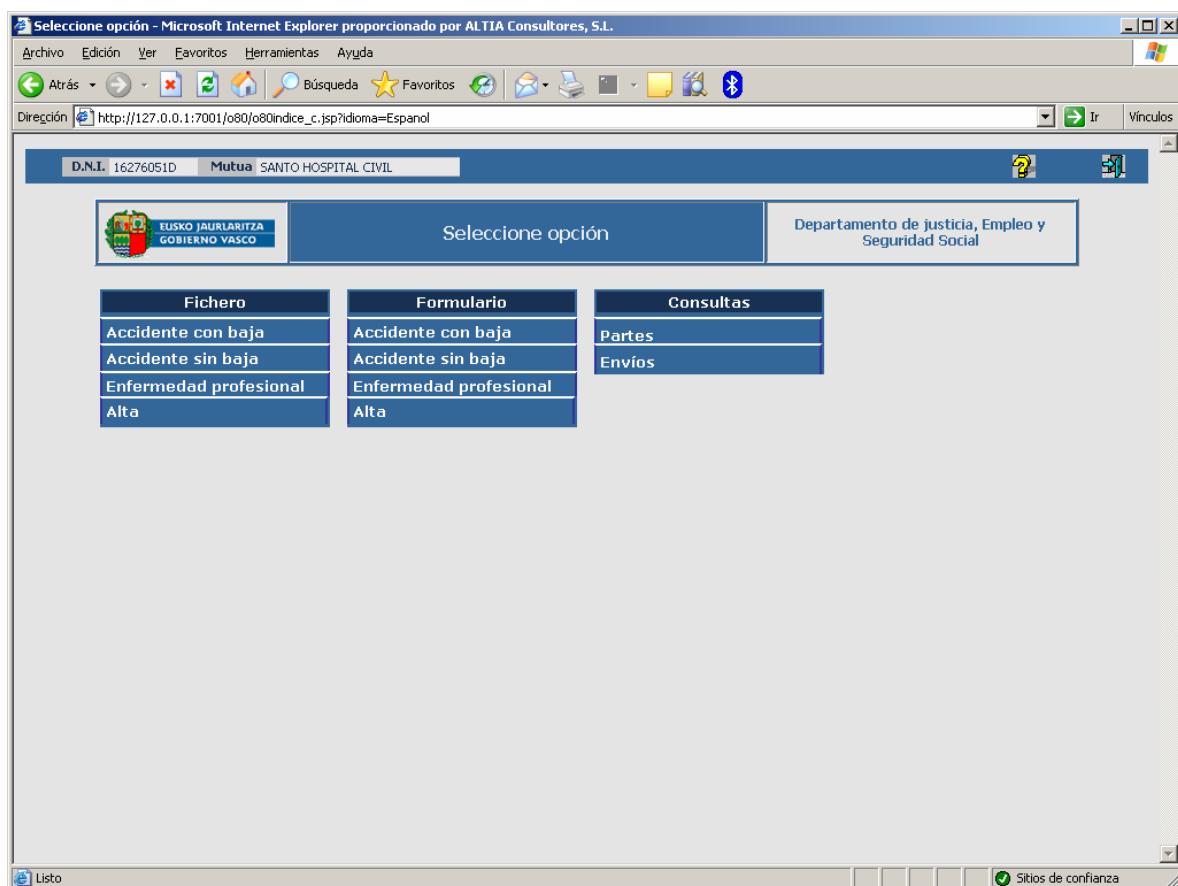 Seleccione opción - Microsoft Internet Explorer proporcionado por ALTIA Consultores, S.L.
Archivo Edición Ver Favoritos Herramientas Ayuda
Atrás Búsqueda Favoritos
Dirección http://127.0.0.1:7001/o80/o80indice_c.jsp?idioma=Espanol Ir Vínculos
D.N.I. 16276051D Mutua SANTO HOSPITAL CIVIL
EUSKO JAURLARITZA
GOBIERNO VASCO
Seleccione opción
Departamento de justicia, Empleo y
Seguridad Social
Fichero
Accidente con baja
Accidente sin baja
Enfermedad profesional
Alta
Formulario
Accidente con baja
Accidente sin baja
Enfermedad profesional
Alta
Consultas
Partes
Envíos
Listo Sitios de confianza